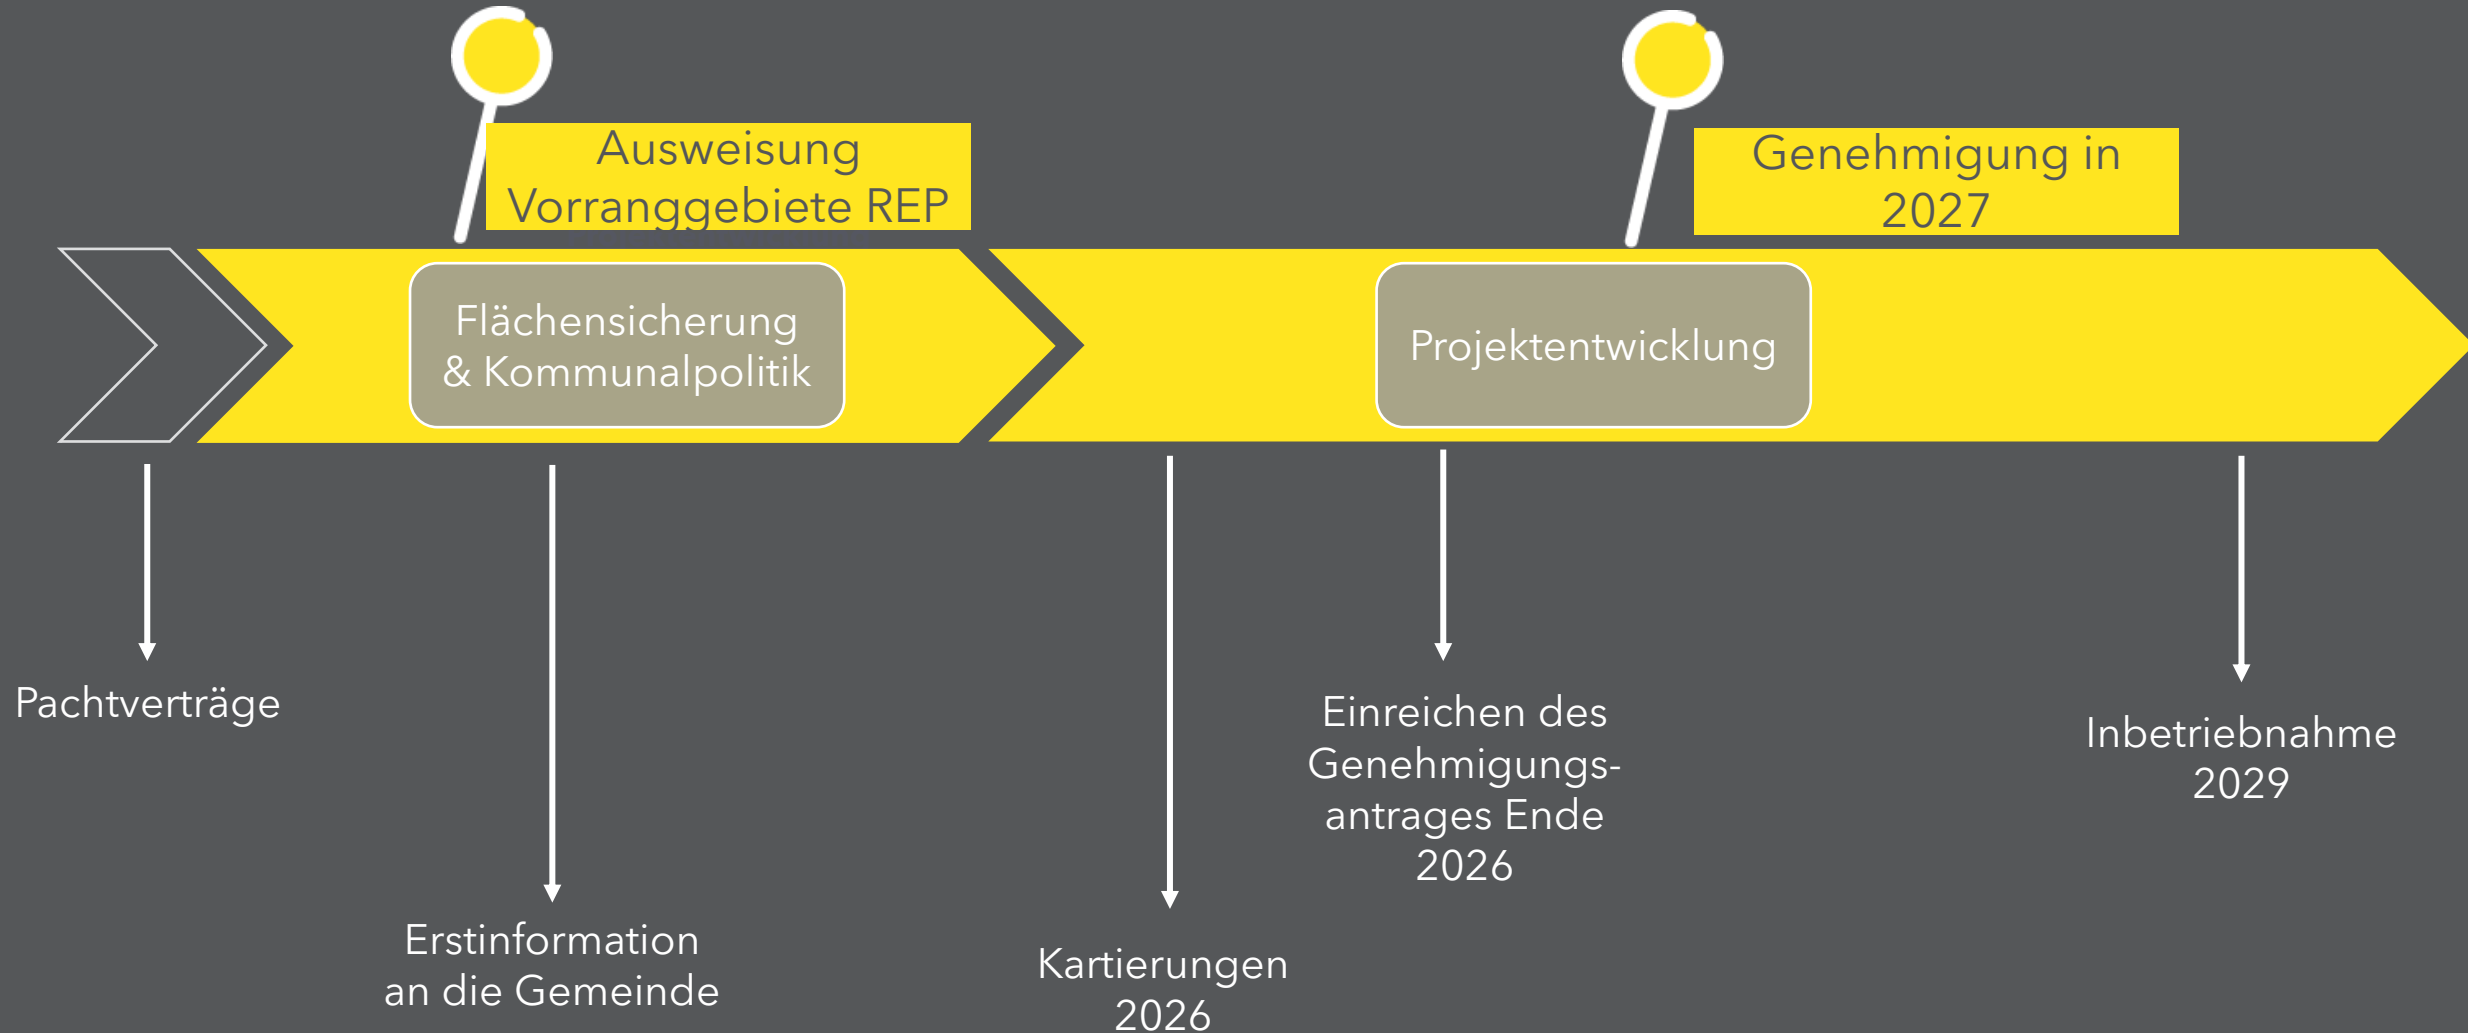 Ausweisung
Vorranggebiete REP
Genehmigung in
2027
Flächensicherung
& Kommunalpolitik
Projektentwicklung
Pachtverträge
Erstinformation
an die Gemeinde
Kartierungen
2026
Einreichen des
Genehmigungs-
antrages Ende
2026
Inbetriebnahme
2029